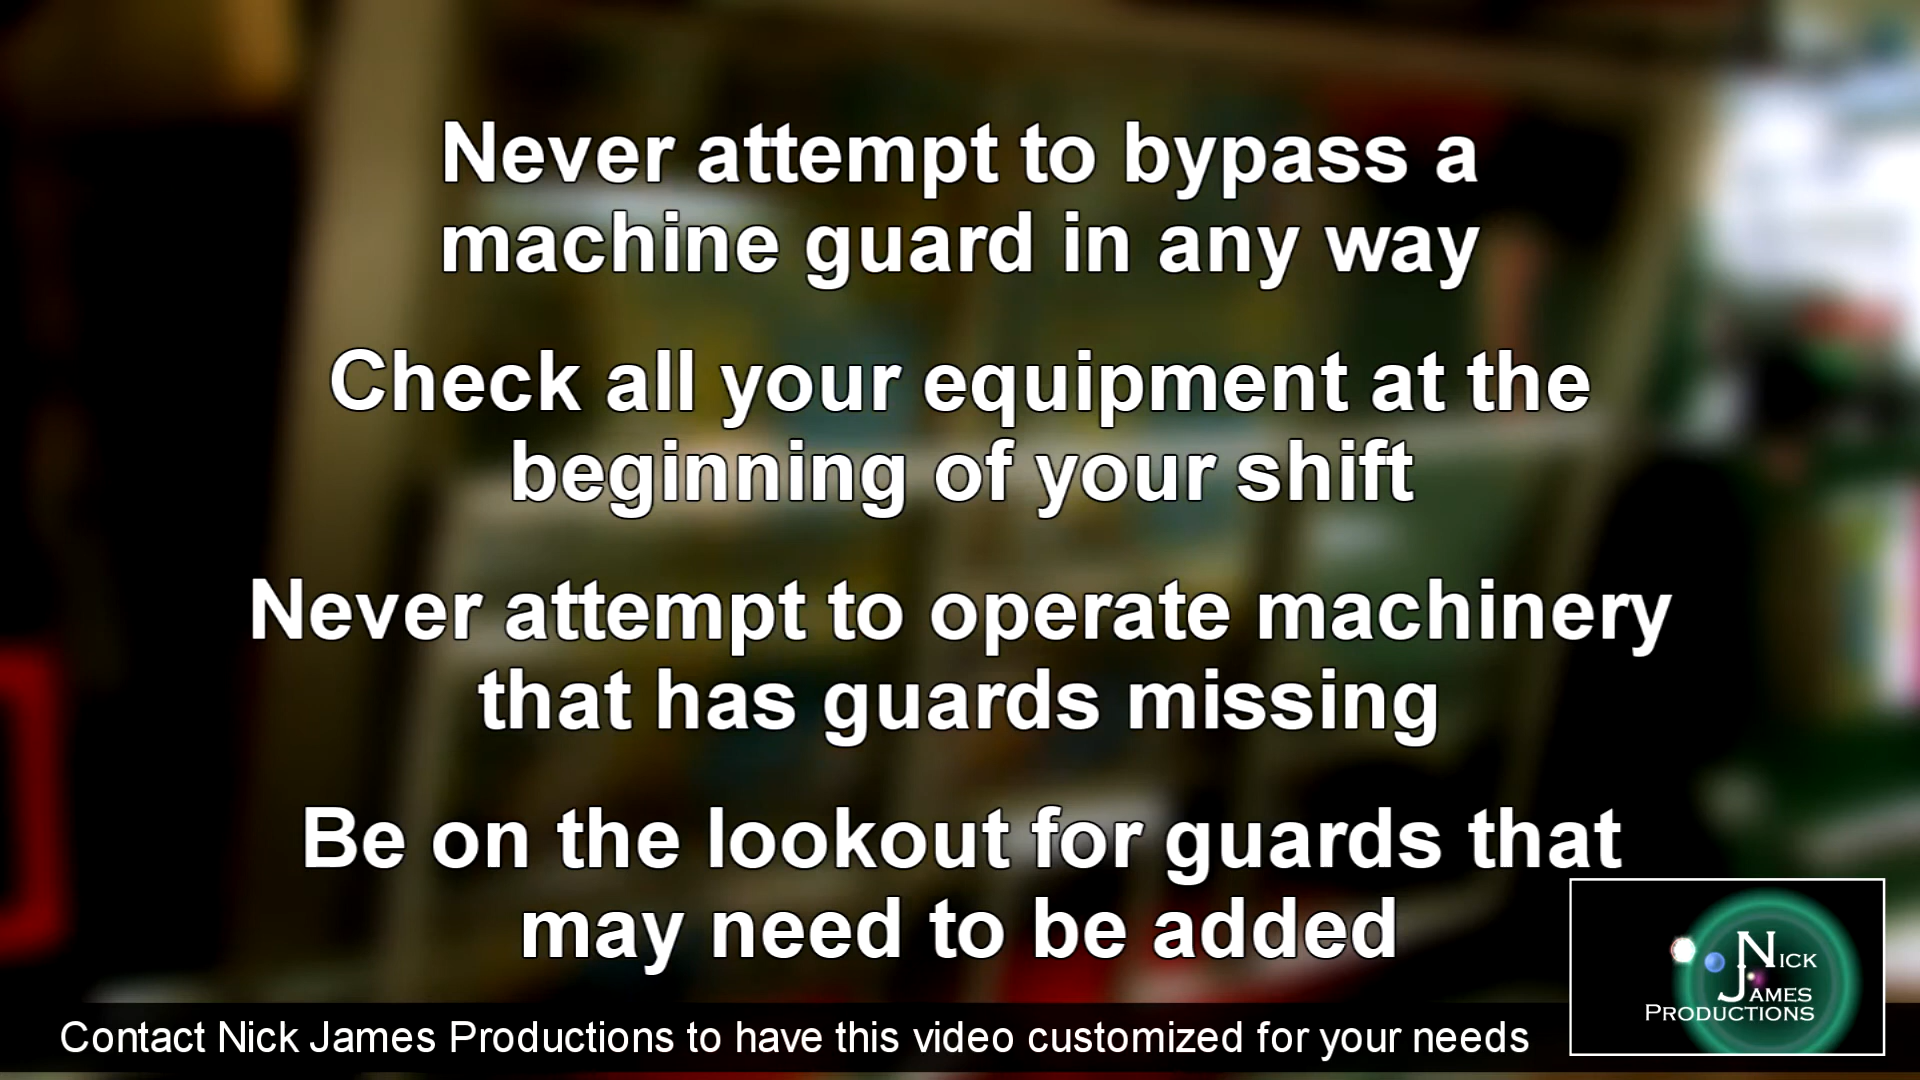 Never attempt to bypass a
machine guard in any way
Check all your equipment at the
beginning of your shift
Never attempt to operate machinery
that has guards missing
Be on the lookout for guards that
may need to be added
Contact Nick James Productions to have this video customized for your needs
NICK
JAMES
PRODUCTIONS